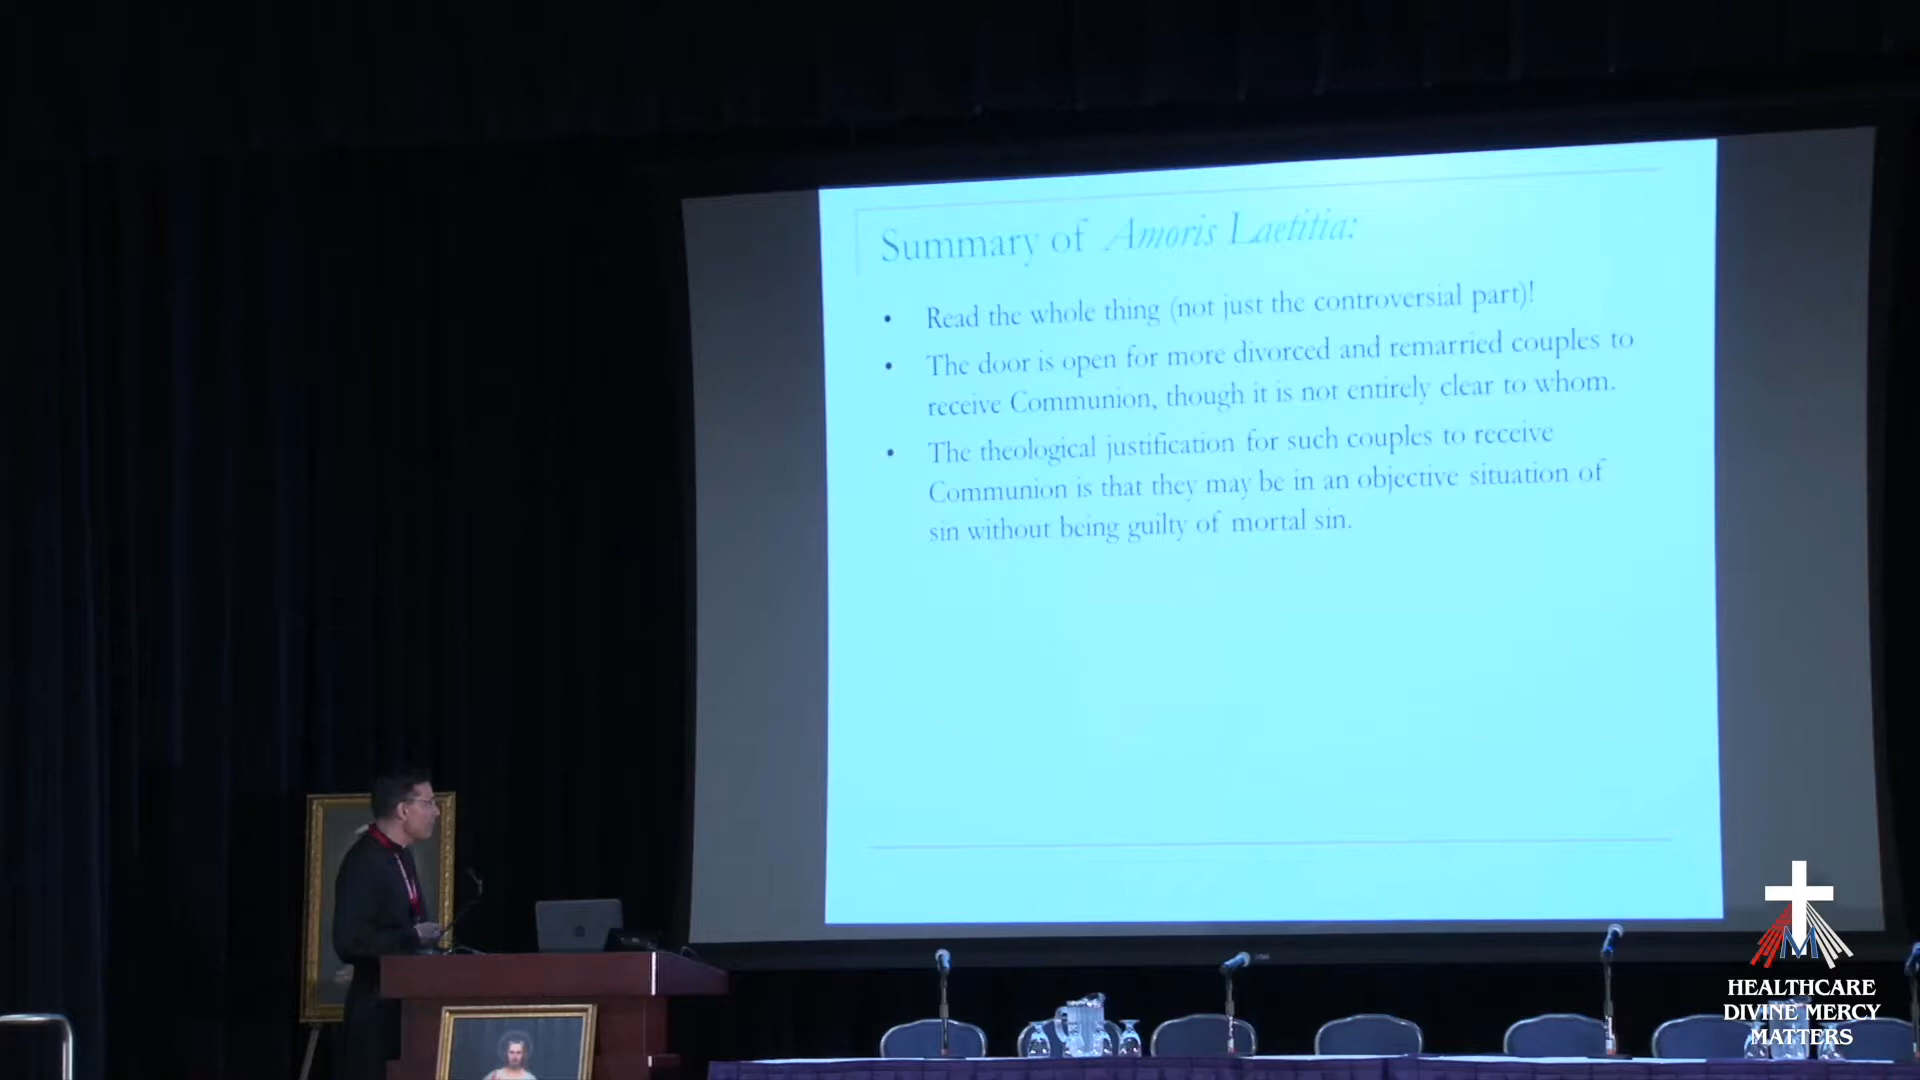 Summary of Amoris Laetitia:
• Read the whole thing (not just the controversial part)!
• The door is open for more divorced and remarried couples to
receive Communion, though it is not entirely clear to whom.
• The theological justification for such couples to receive
Communion is that they may be in an objective situation of
sin without being guilty of mortal sin.
M
HEALTHCARE
DIVINE MERCY
MATTERS